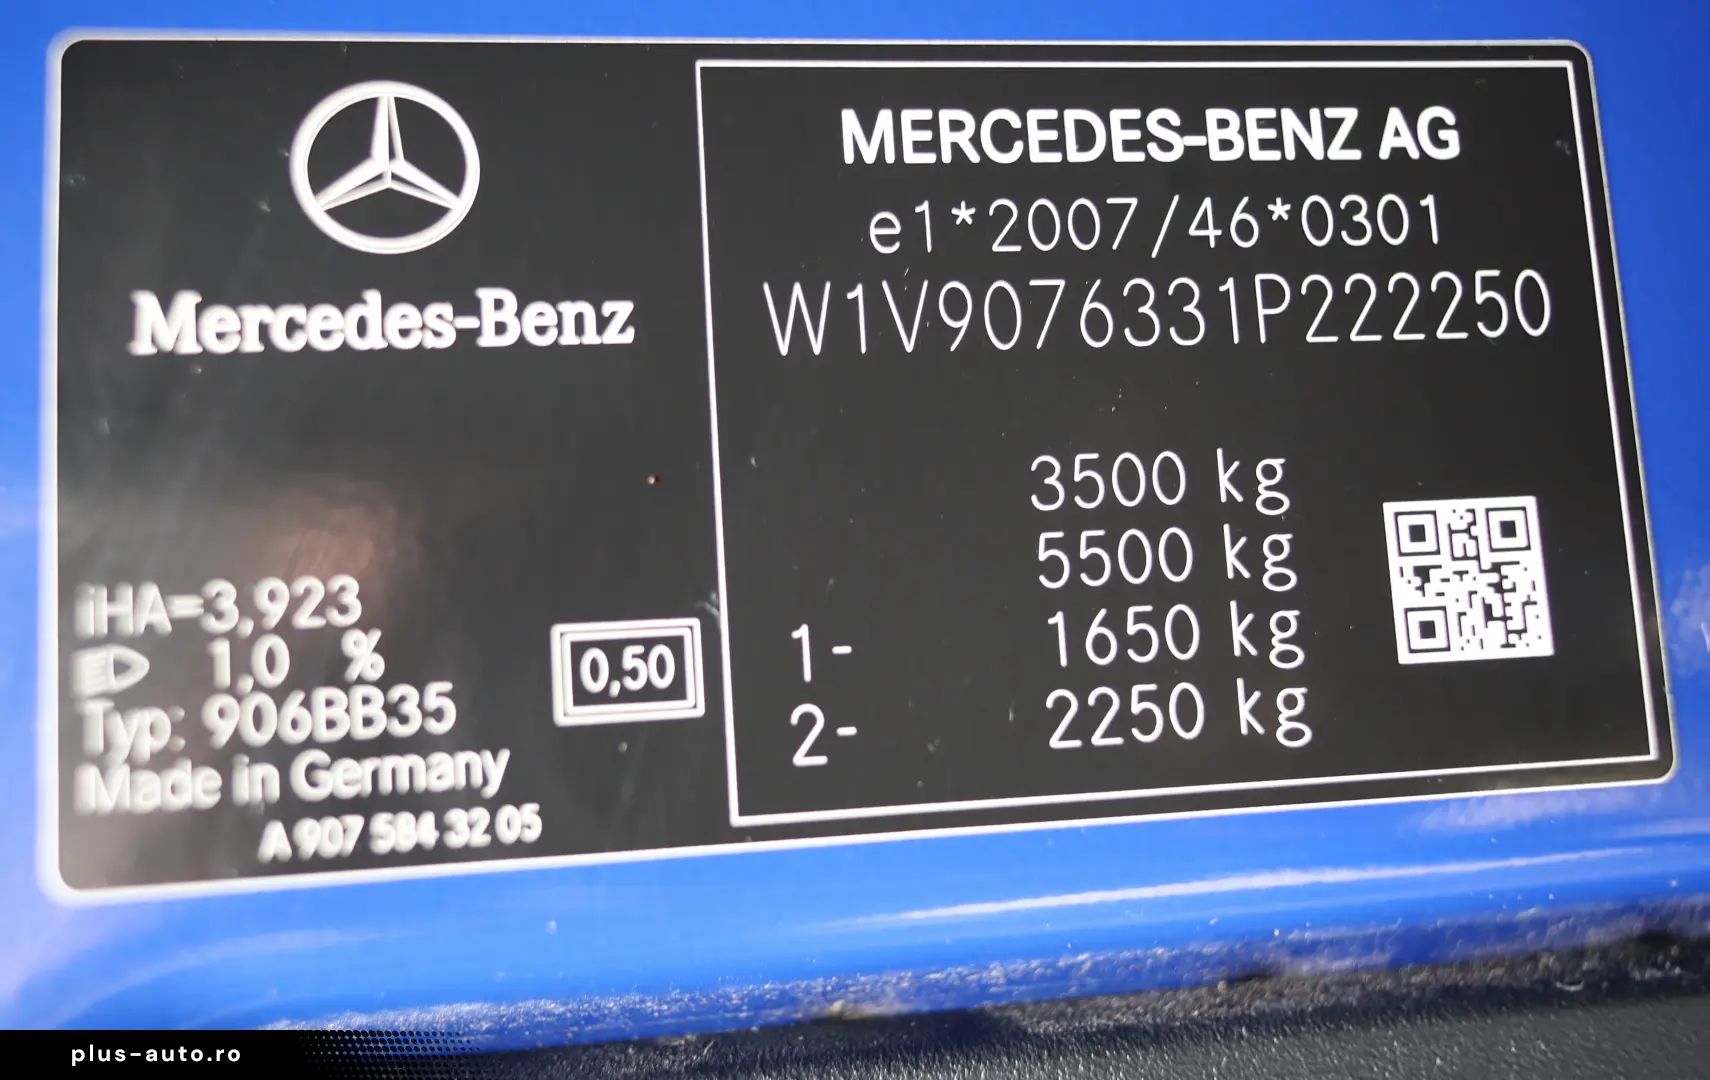 Mercedes-Benz
iHA=3,923
1,0 %
Typ: 906BB35
Made in Germany
A 907 584 32 05
0,50
MERCEDES-BENZ AG
e1*2007/46*0301
W1V9076331P222250
3500 kg
5500 kg
1- 1650 kg
2- 2250 kg
plus-auto.ro